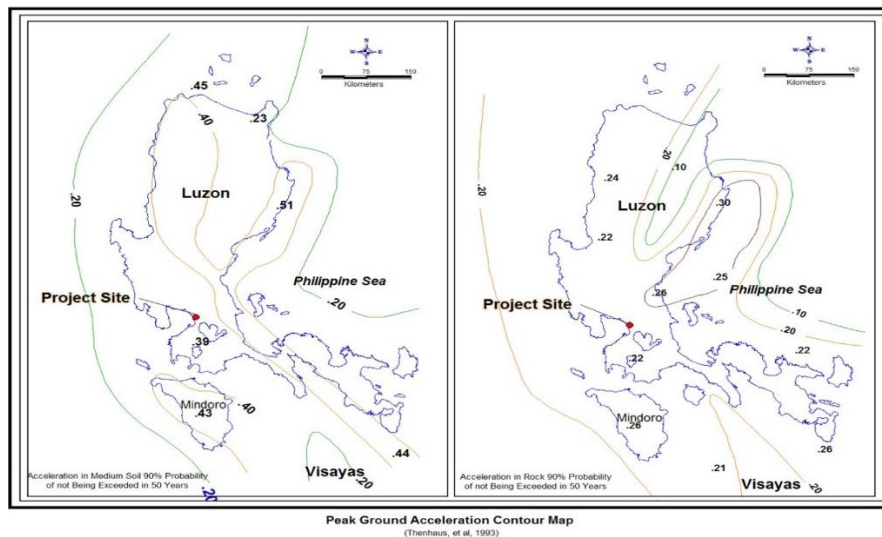 N
W E
S
0 75 150
Kilometers
.45
.40
.23
.20
Luzon
.51
Philippine Sea
.20
Project Site
.39
Mindoro
.43
.40
.44
Visayas
.20
.20
Acceleration in Medium Soil 90% Probability
of not Being Exceeded in 50 Years
N
W E
S
0 75 150
Kilometers
.20
.10
.20
.24
Luzon
.30
.22
.25
.26
Philippine Sea
Project Site
.10
.20
.22
.22
Mindoro
.26
.26
.21
Visayas
.20
Acceleration in Rock 90% Probability
of not Being Exceeded in 50 Years
Peak Ground Acceleration Contour Map
(Thenhaus, et al, 1993)